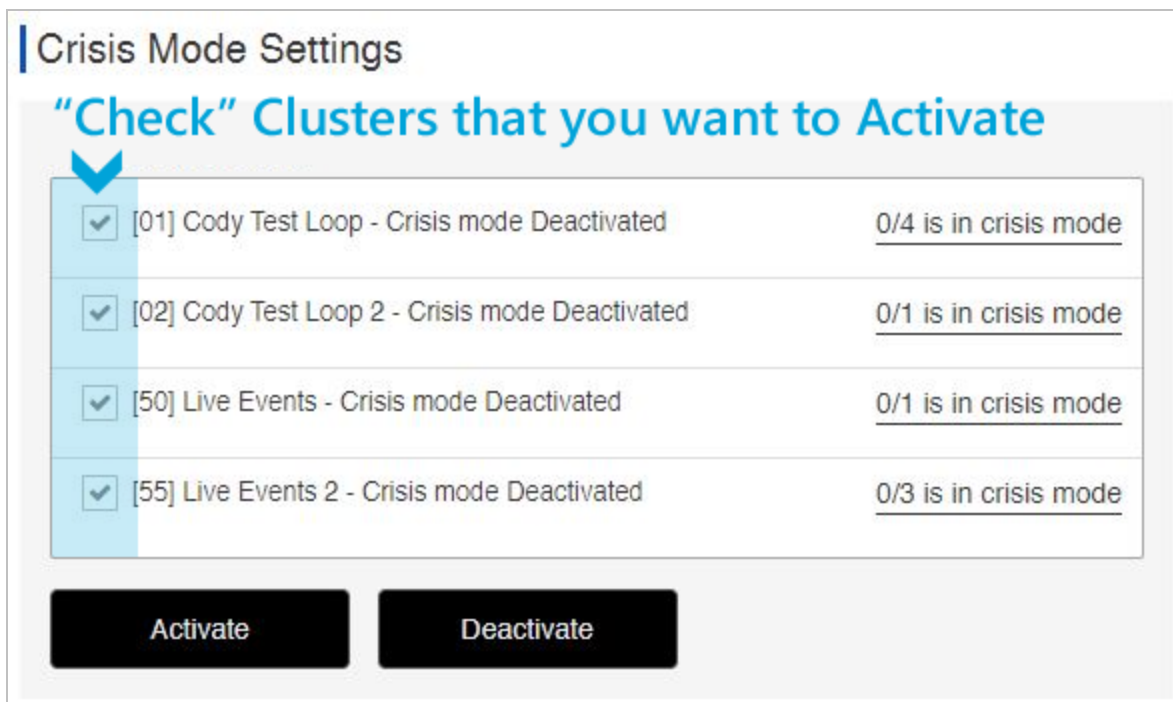 Crisis Mode Settings
“Check” Clusters that you want to Activate
[01] Cody Test Loop - Crisis mode Deactivated 0/4 is in crisis mode
[02] Cody Test Loop 2 - Crisis mode Deactivated 0/1 is in crisis mode
[50] Live Events - Crisis mode Deactivated 0/1 is in crisis mode
[55] Live Events 2 - Crisis mode Deactivated 0/3 is in crisis mode
Activate Deactivate